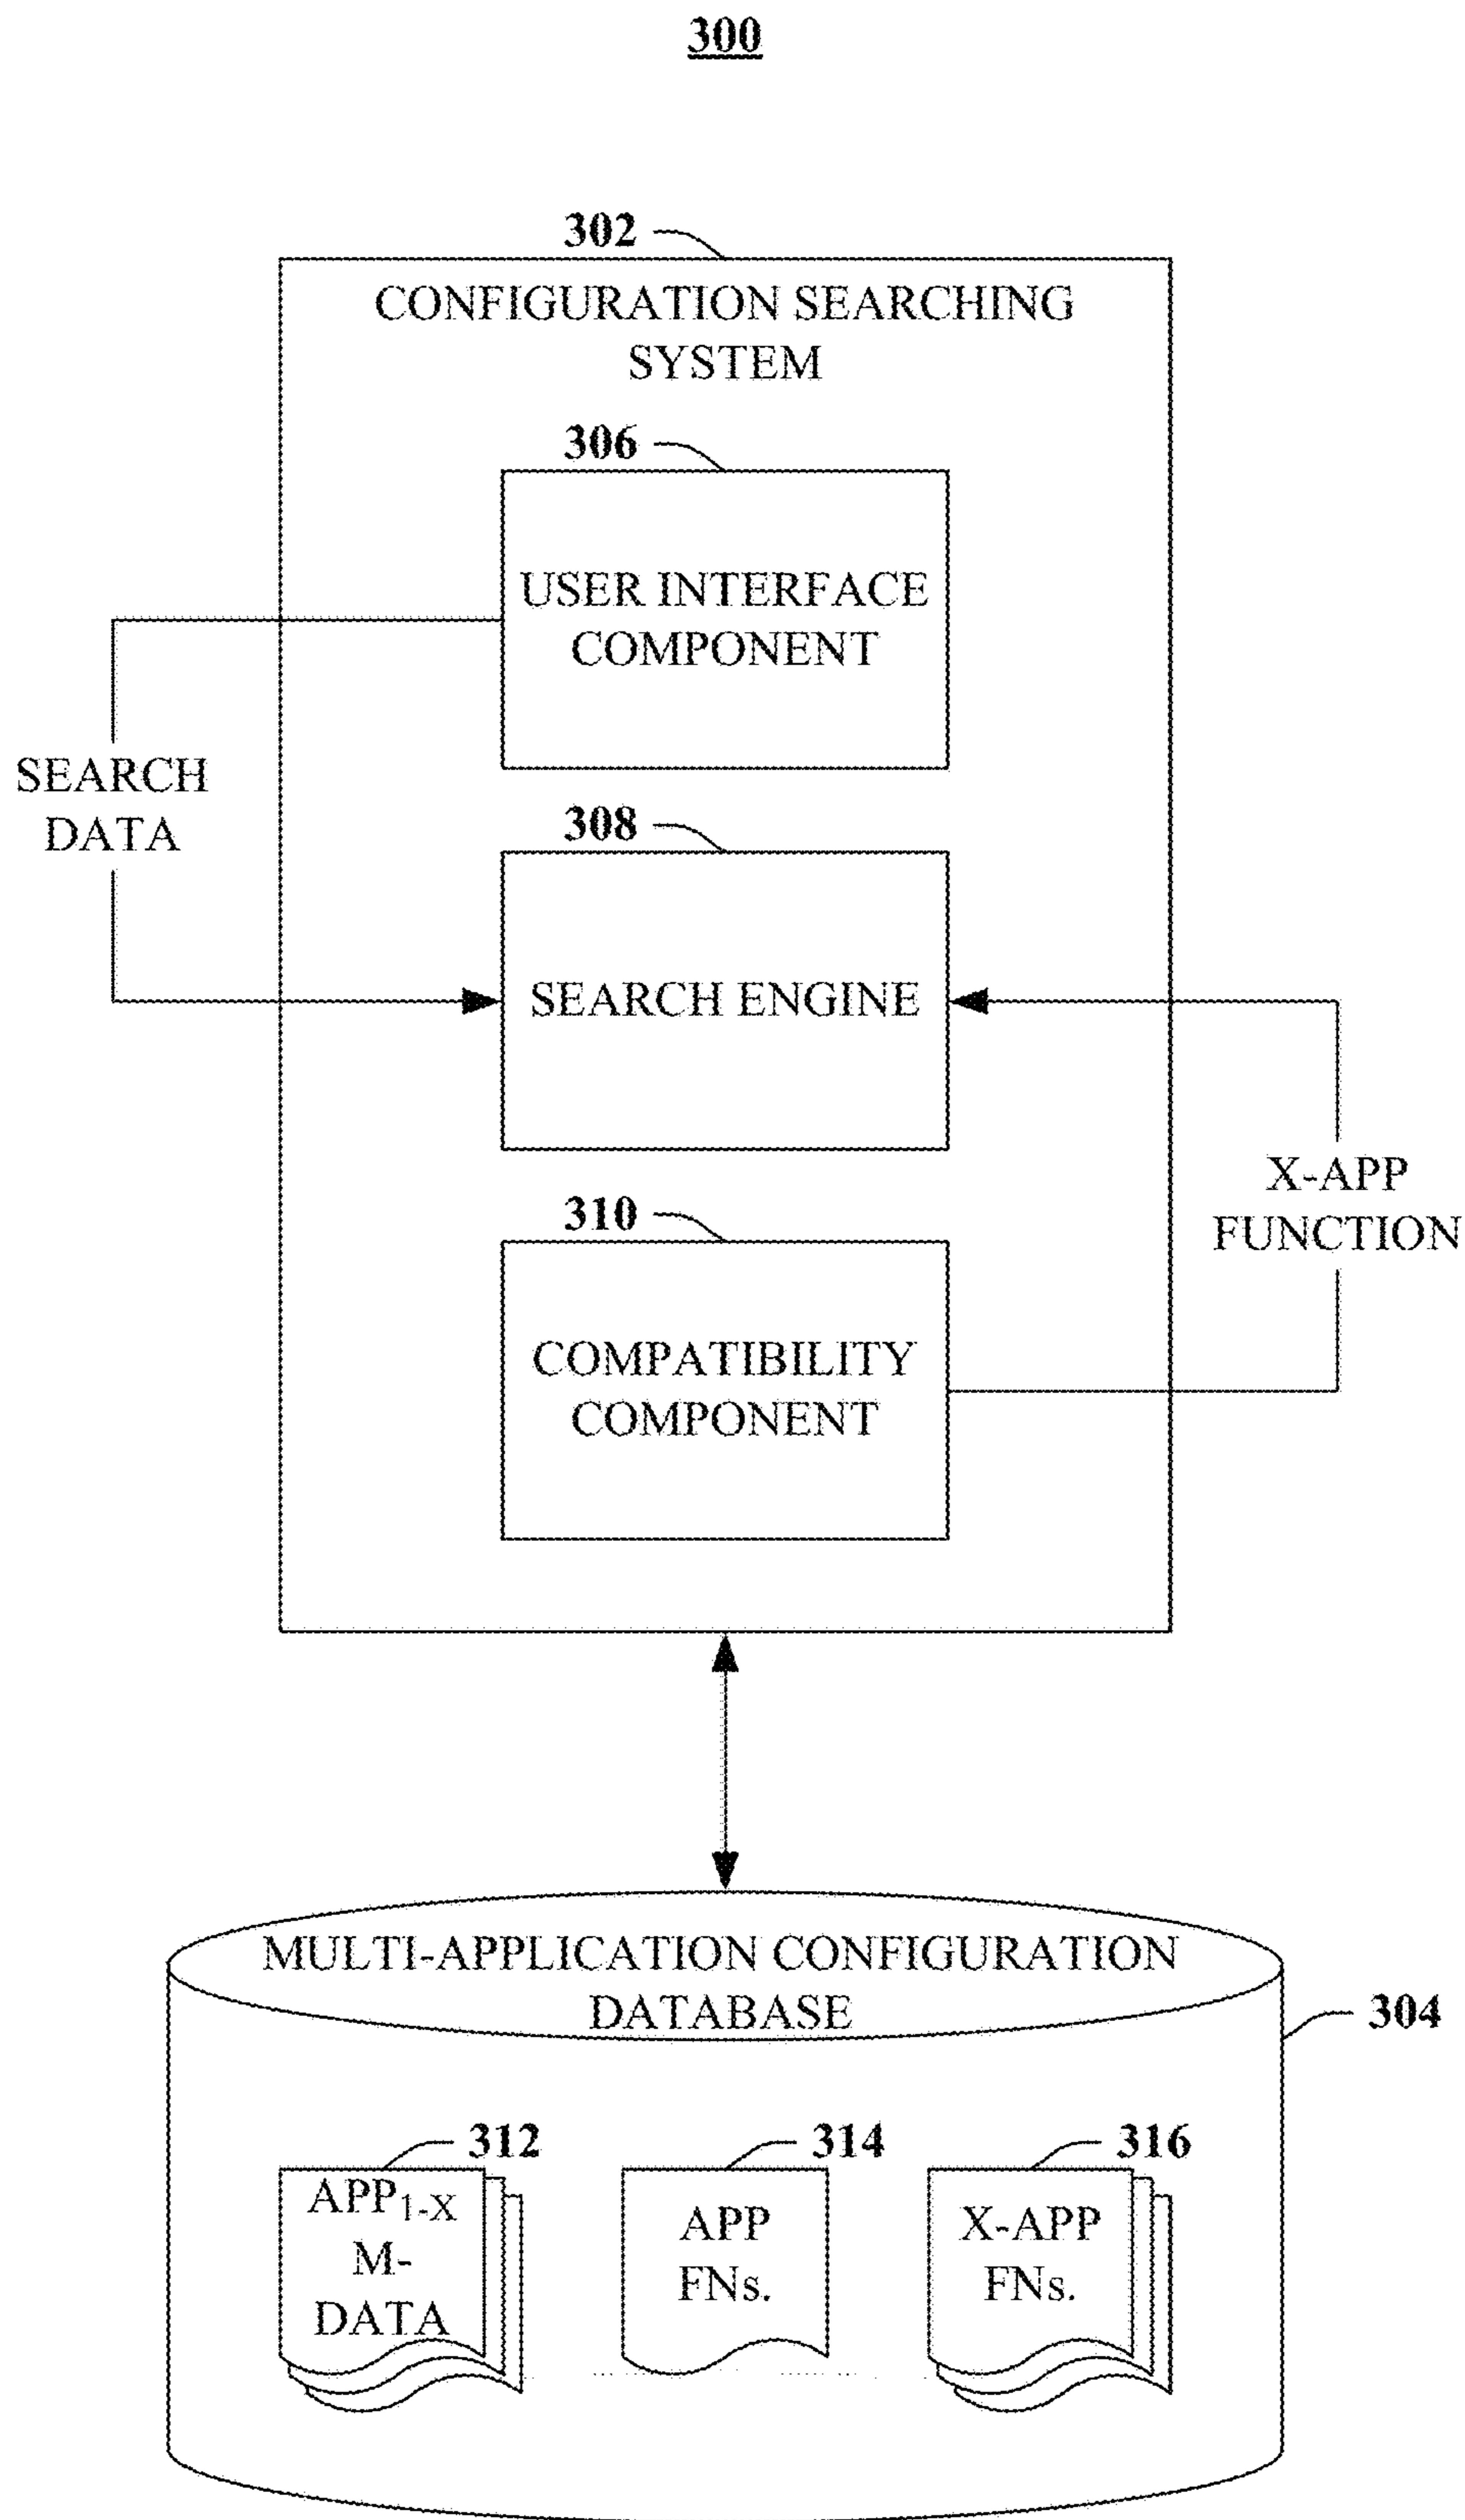 300
302
CONFIGURATION SEARCHING
SYSTEM
306
USER INTERFACE
COMPONENT
SEARCH
DATA
308
SEARCH ENGINE
X-APP
FUNCTION
310
COMPATIBILITY
COMPONENT
MULTI-APPLICATION CONFIGURATION
DATABASE
304
312
APP1-X
M-
DATA
314
APP
FNs.
316
X-APP
FNs.